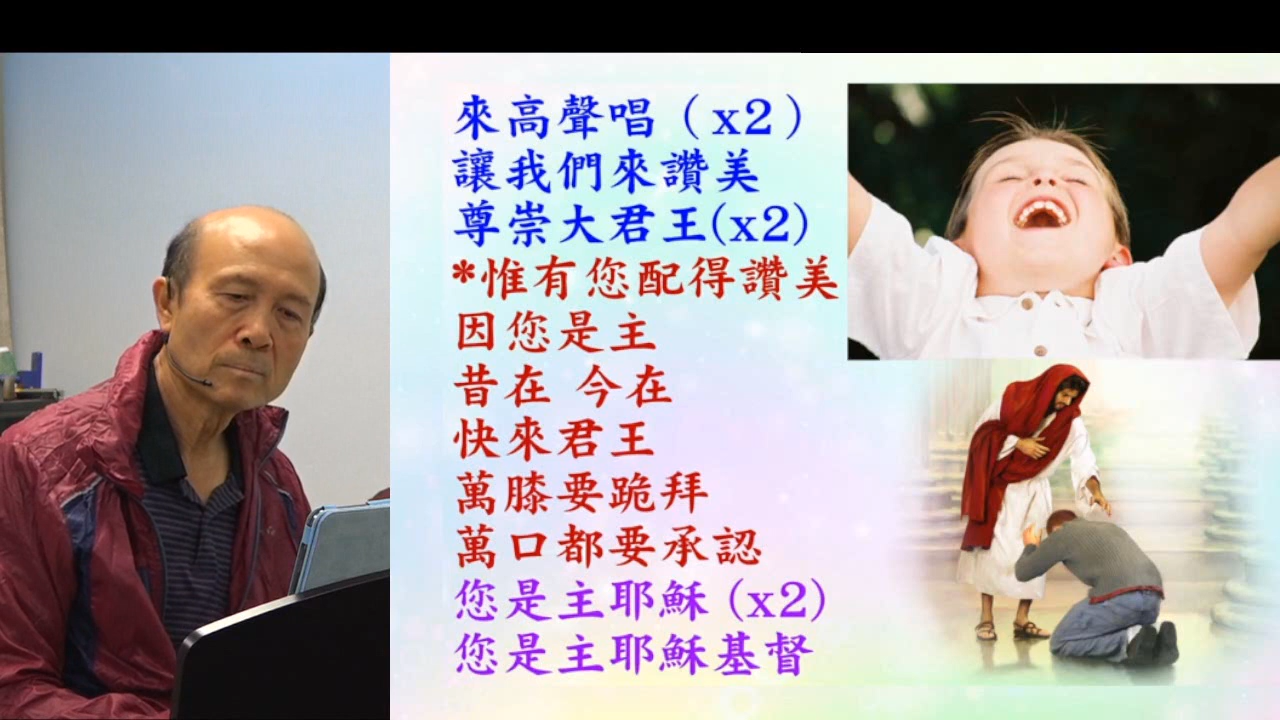 來高聲唱（x2）
讓我們來讚美
尊崇大君王(x2)
*惟有您配得讚美
因您是主
昔在 今在
快來君王
萬膝要跪拜
萬口都要承認
您是主耶穌 (x2)
您是主耶穌基督